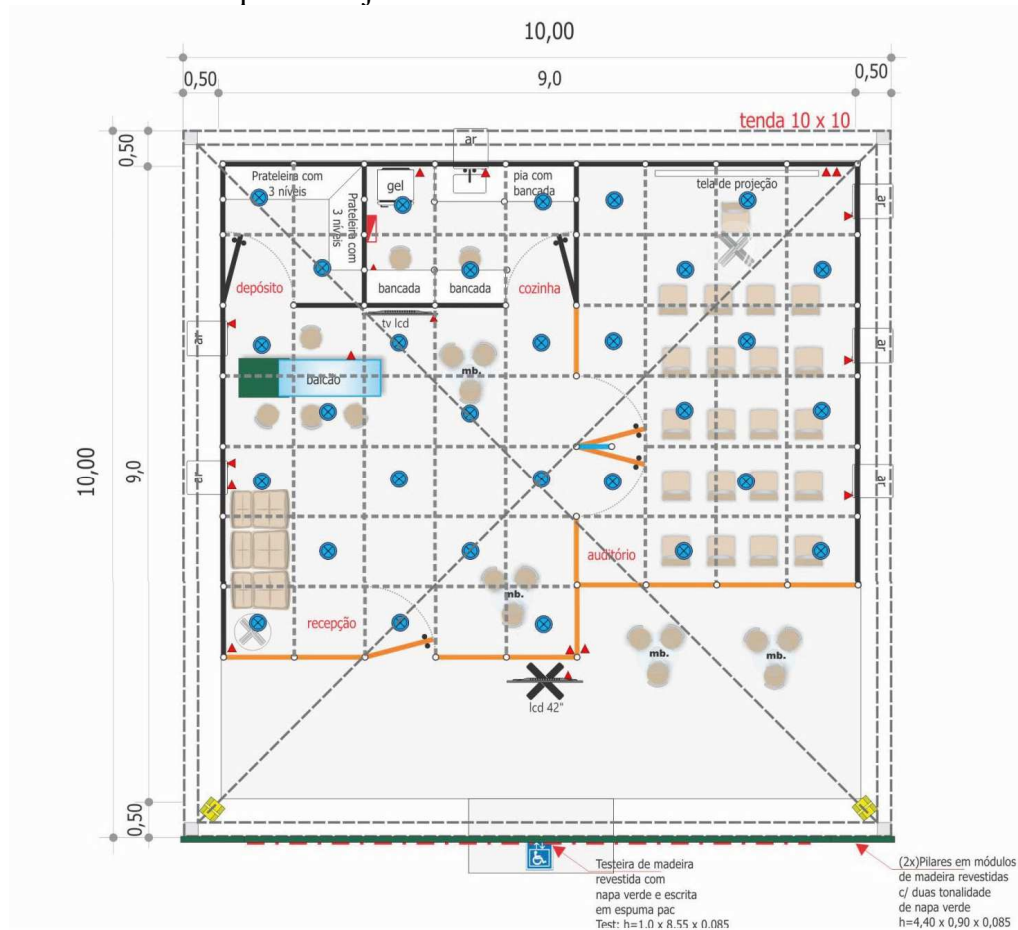 10,00
0,50
9,0
0,50
tenda 10 x 10
0,50
ar
Prateleira com
3 níveis
gel
pia com
bancada
tela de projeção
ar
Prateleira com
3 níveis
depósito
bancada
bancada
cozinha
tv lcd
ar
ar
balcão
mb.
10,00
9,0
ar
ar
auditório
mb.
recepção
mb.
mb.
lcd 42"
0,50
Testeira de madeira
revestida com
napa verde e escrita
em espuma pac
Test: h=1,0 x 8,55 x 0,085
(2x)Pilares em módulos
de madeira revestidas
c/ duas tonalidade
de napa verde
h=4,40 x 0,90 x 0,085